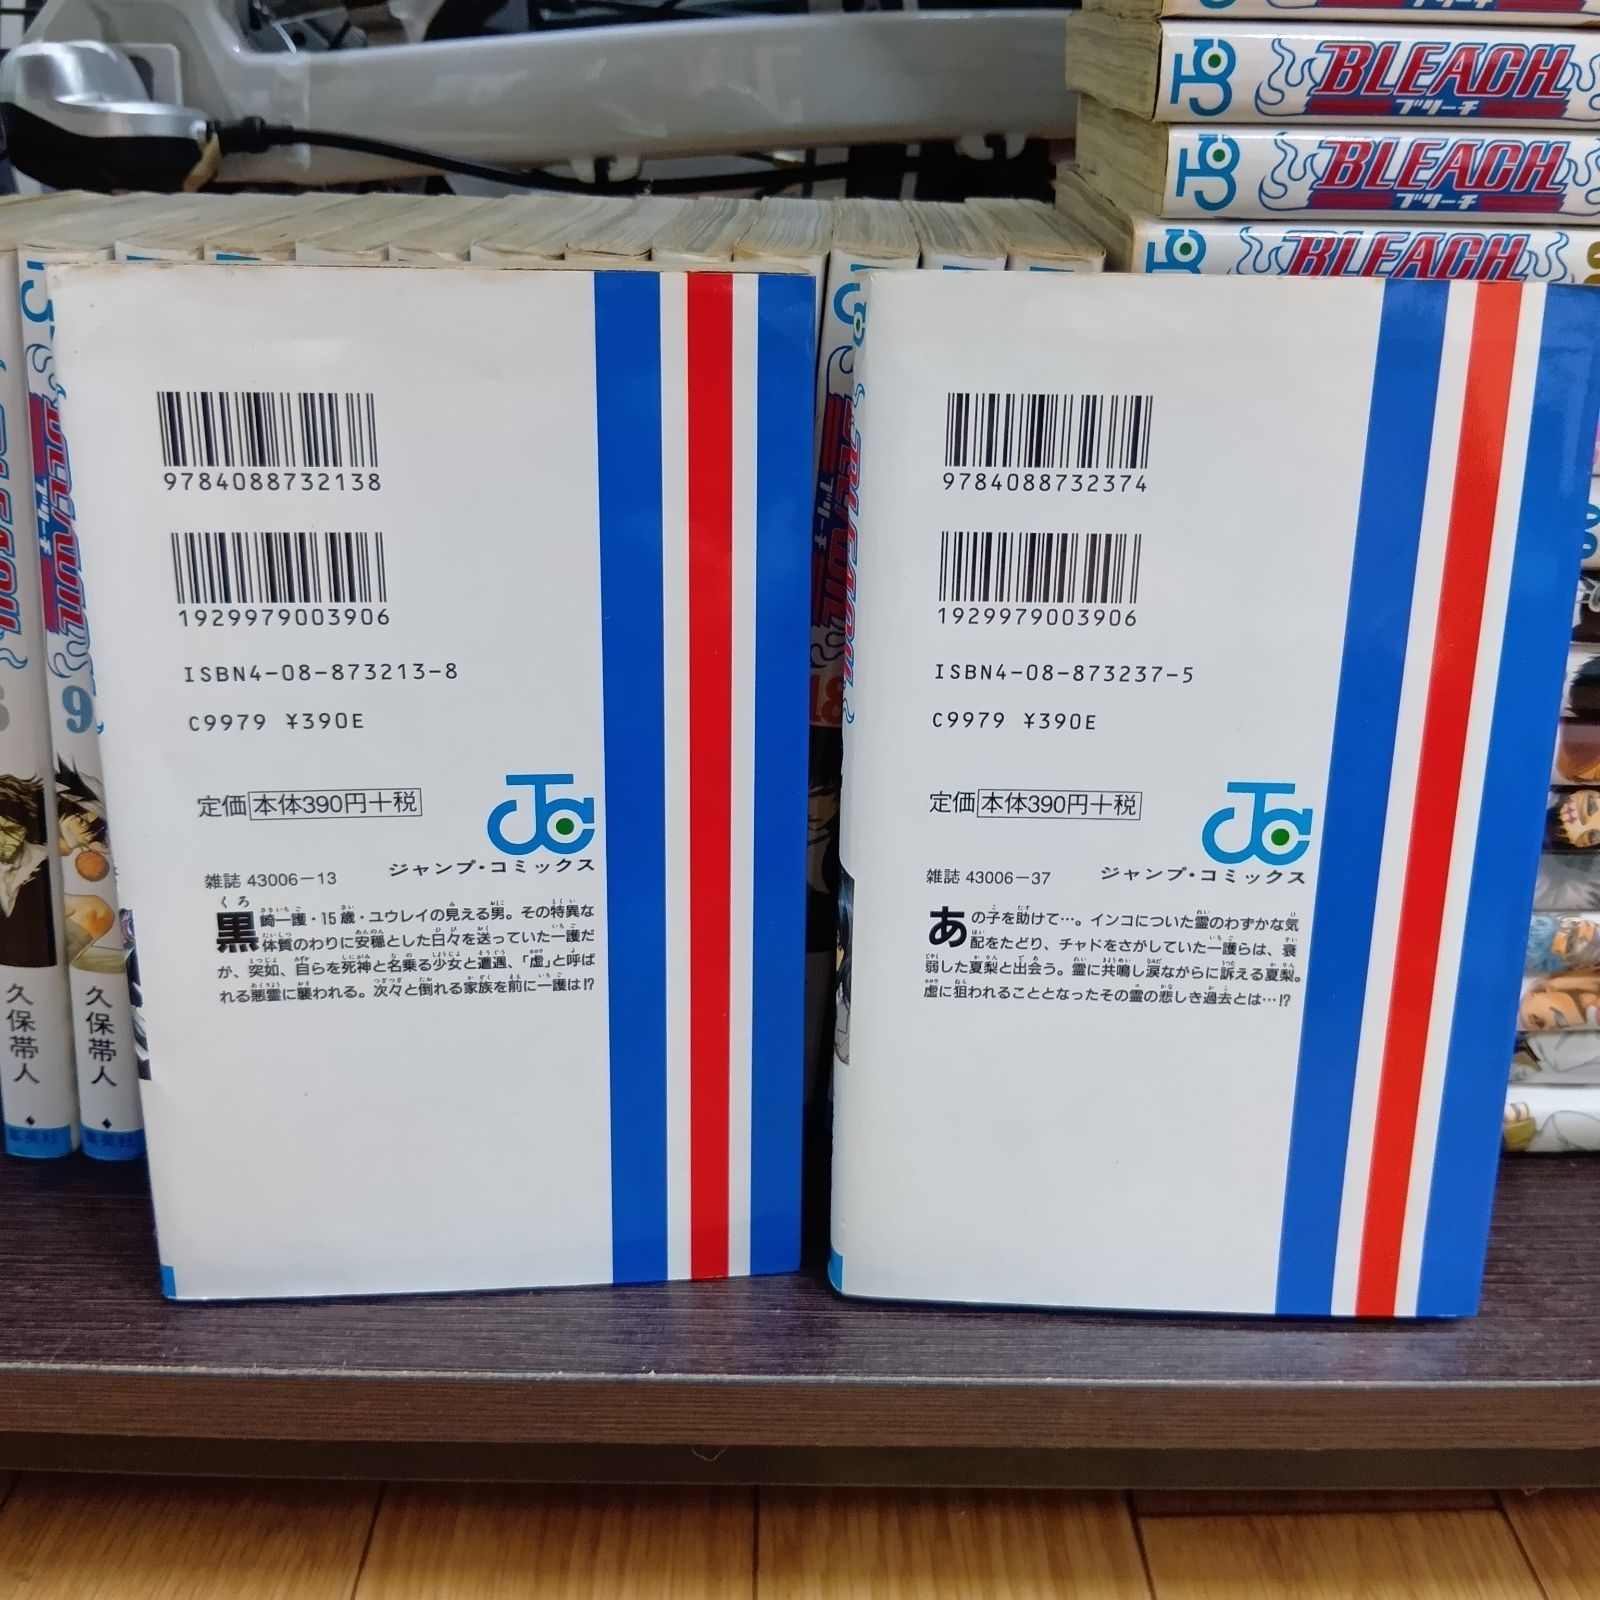 BLEACH
ブリーチ
BLEACH
ブリーチ
BLEACH
9784088732138
1929979003906
ISBN4-08-873213-8
C9979 ¥390E
定価 本体390円+税
ジャンプ・コミックス
雑誌 43006-13
黒崎一護・15歳・ユウレイの見える男。その特異な
体質のわりに安穏とした日々を送っていた一護だ
が、突如、自らを死神と名乗る少女と遭遇、「虚」と呼ば
れる悪霊に襲われる。次々と倒れる家族を前に一護は!?
9784088732374
1929979003906
ISBN4-08-873237-5
C9979 ¥390E
定価 本体390円+税
ジャンプ・コミックス
雑誌 43006-37
あの子を助けて…。インコについた霊のわずかな気
配をたどり、チャドをさがしていた一護らは、衰
弱した夏梨と出会う。霊に共鳴し涙ながらに訴える夏梨。
虚に狙われることとなったその霊の悲しき過去とは…!?
9
久保帯人
集英社
久保帯人
集英社
18